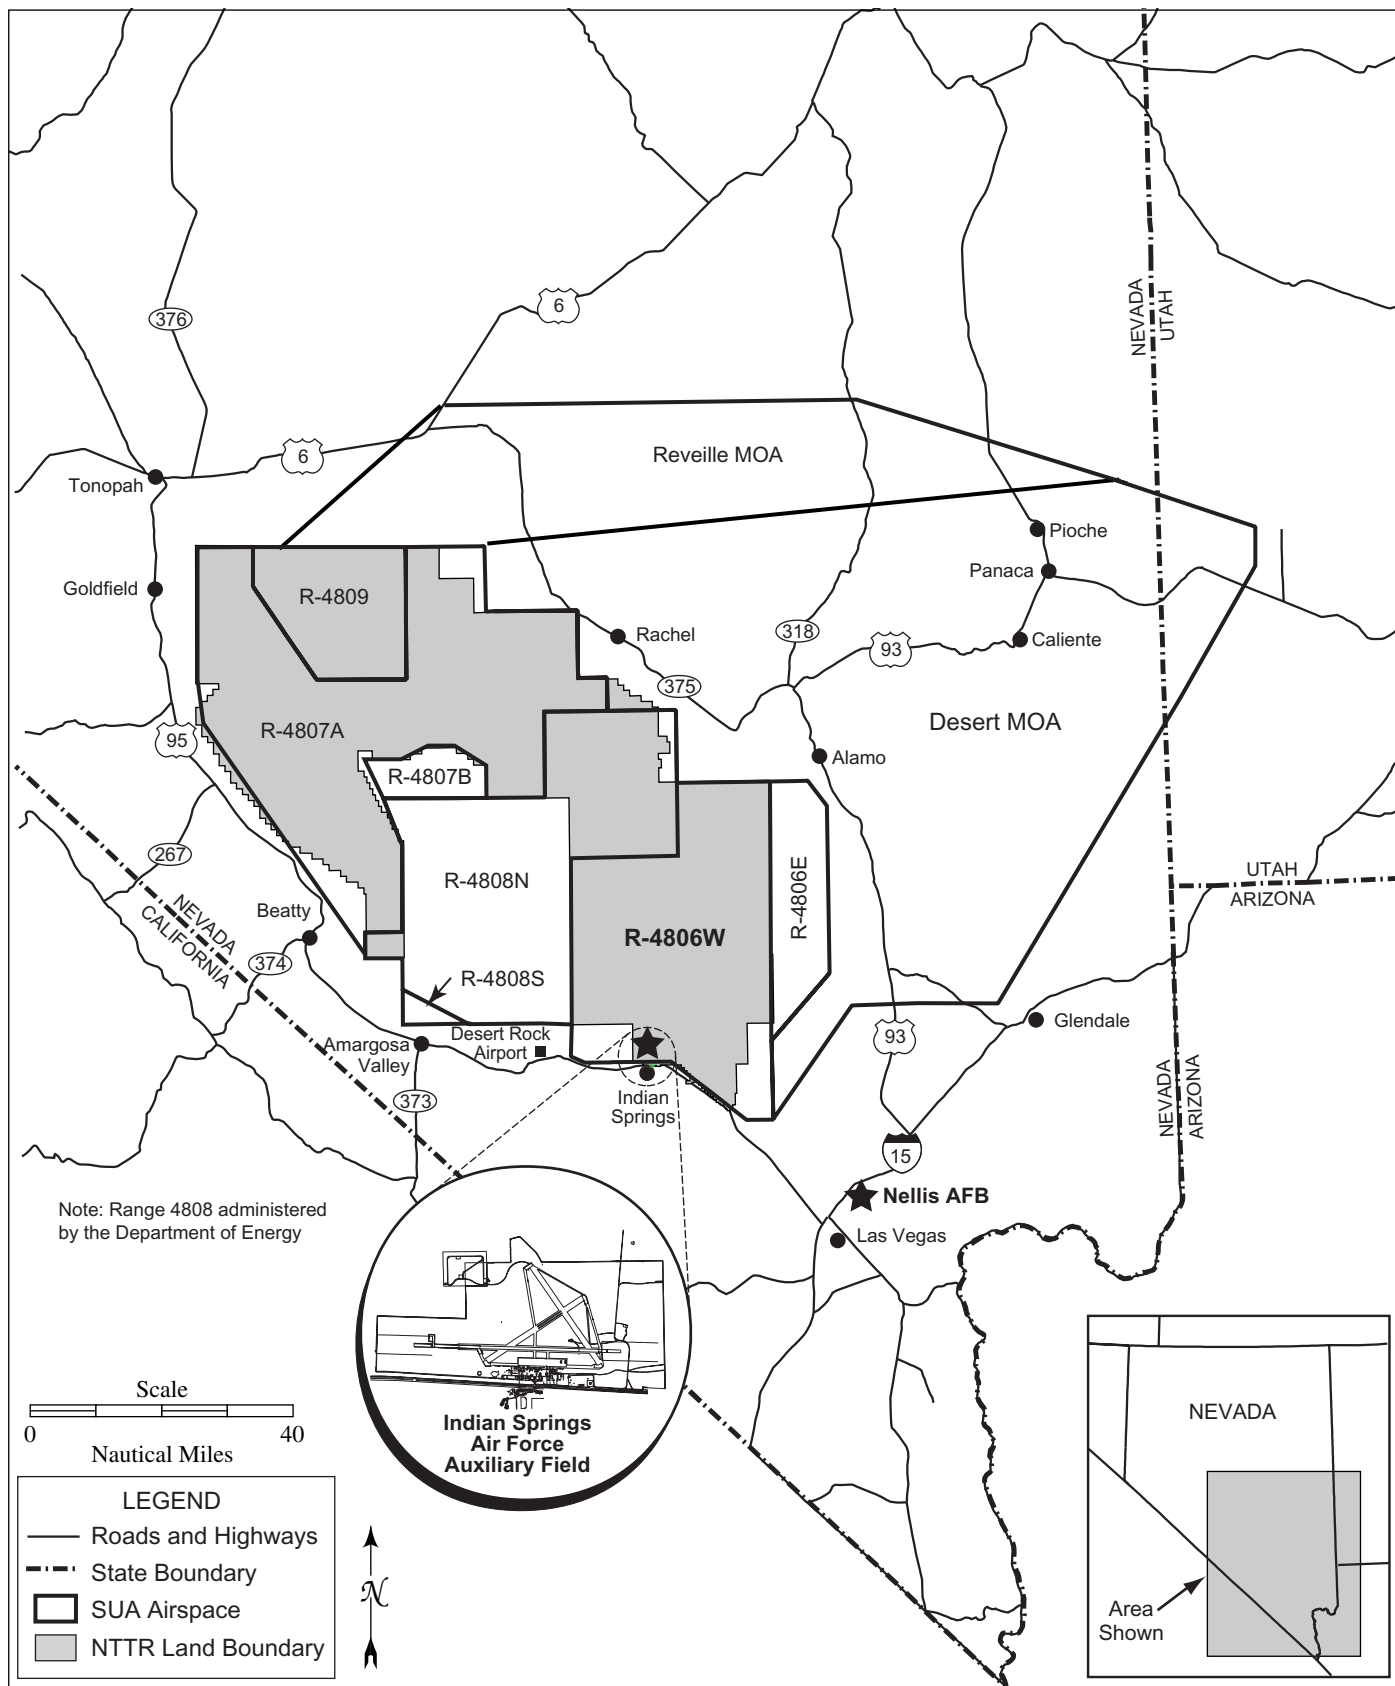 6
376
NEVADA
UTAH
6
Reveille MOA
Tonopah
Pioche
Panaca
Goldfield
R-4809
Rachel
318
93
Caliente
375
95
R-4807A
Desert MOA
Alamo
R-4807B
267
R-4808N
R-4806E
UTAH
ARIZONA
Beatty
NEVADA
CALIFORNIA
R-4806W
374
R-4808S
Glendale
93
Desert Rock
Airport
Amargosa
Valley
373
Indian
Springs
NEVADA
ARIZONA
15
Nellis AFB
Las Vegas
Note: Range 4808 administered
by the Department of Energy
Indian Springs
Air Force
Auxiliary Field
Scale
0
40
Nautical Miles
LEGEND
Roads and Highways
State Boundary
SUA Airspace
NTTR Land Boundary
N
NEVADA
Area
Shown